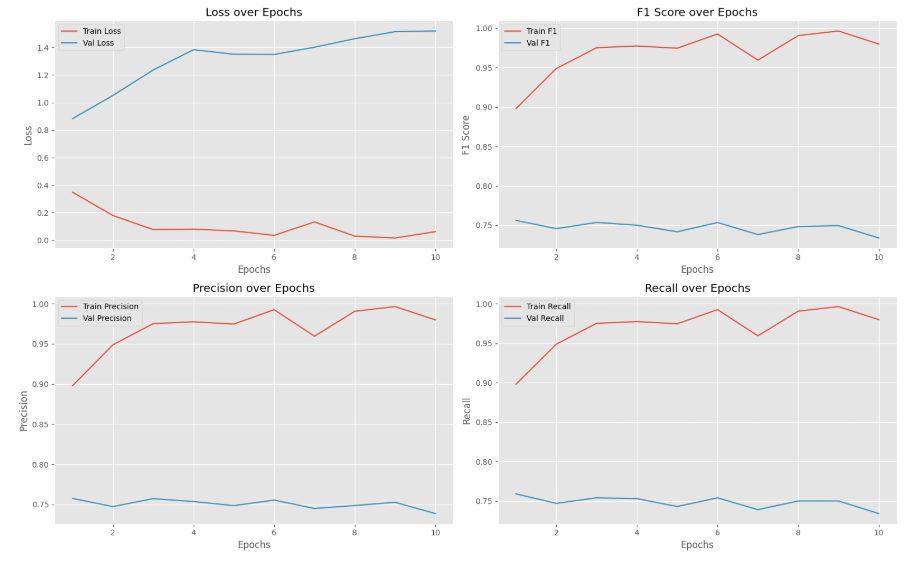 Loss over Epochs
Train Loss
Val Loss
1.4
1.2
1.0
0.8
0.6
0.4
0.2
0.0
Loss
2
4
6
8
10
Epochs
F1 Score over Epochs
Train F1
Val F1
1.00
0.95
0.90
0.85
0.80
0.75
F1 Score
2
4
6
8
10
Epochs
Precision over Epochs
Train Precision
Val Precision
1.00
0.95
0.90
0.85
0.80
0.75
Precision
2
4
6
8
10
Epochs
Recall over Epochs
Train Recall
Val Recall
1.00
0.95
0.90
0.85
0.80
0.75
Recall
2
4
6
8
10
Epochs